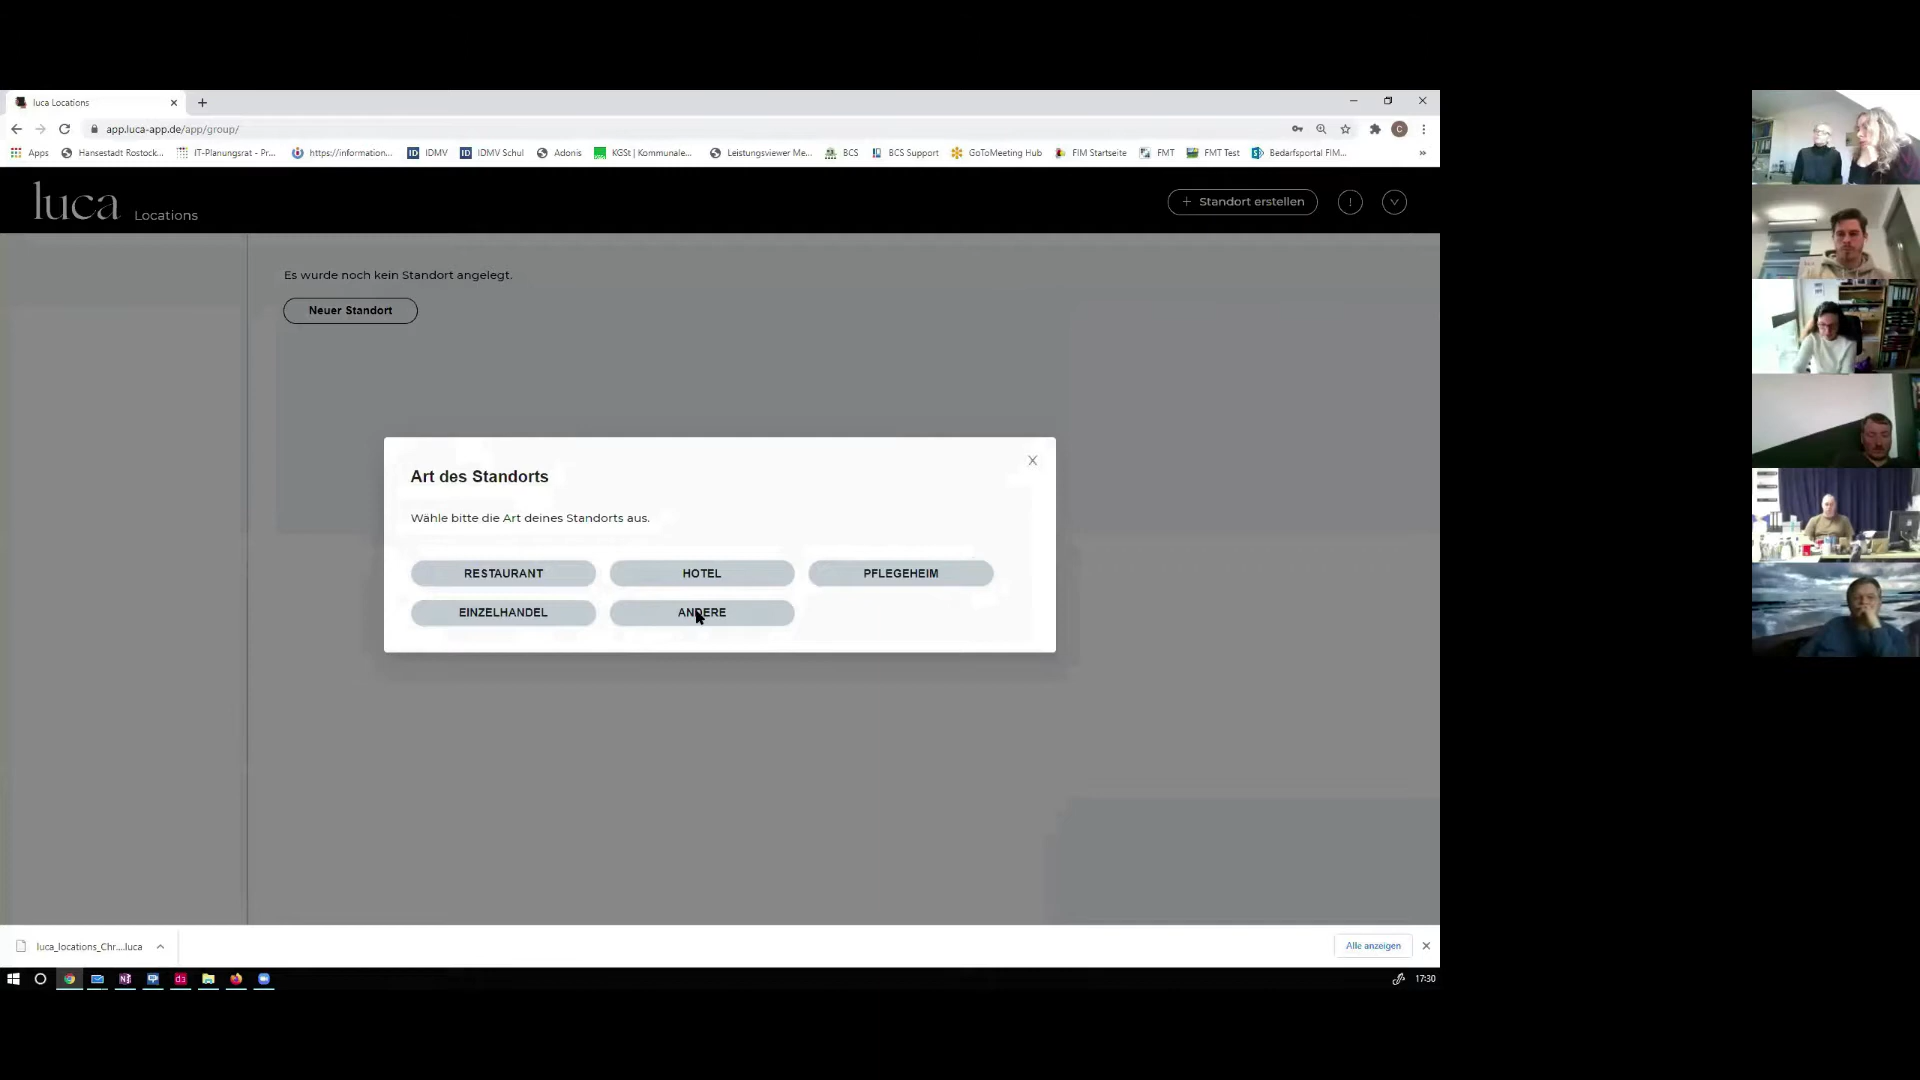 luca Locations
app.luca-app.de/app/group/
Apps Hansestadt Rostock... IT-Planungsrat - Pr... https://information... IDMV IDMV Schul Adonis KGSt | Kommunale... Leistungsviewer Me... BCS BCS Support GoToMeeting Hub FIM Startseite FMT FMT Test Bedarfsportal FIM... »
luca Locations
+ Standort erstellen
Es wurde noch kein Standort angelegt.
Neuer Standort
Art des Standorts
X
Wähle bitte die Art deines Standorts aus.
RESTAURANT HOTEL PFLEGEHEIM
EINZELHANDEL ANDERE
luca_locations_Chr....luca
Alle anzeigen
17:30